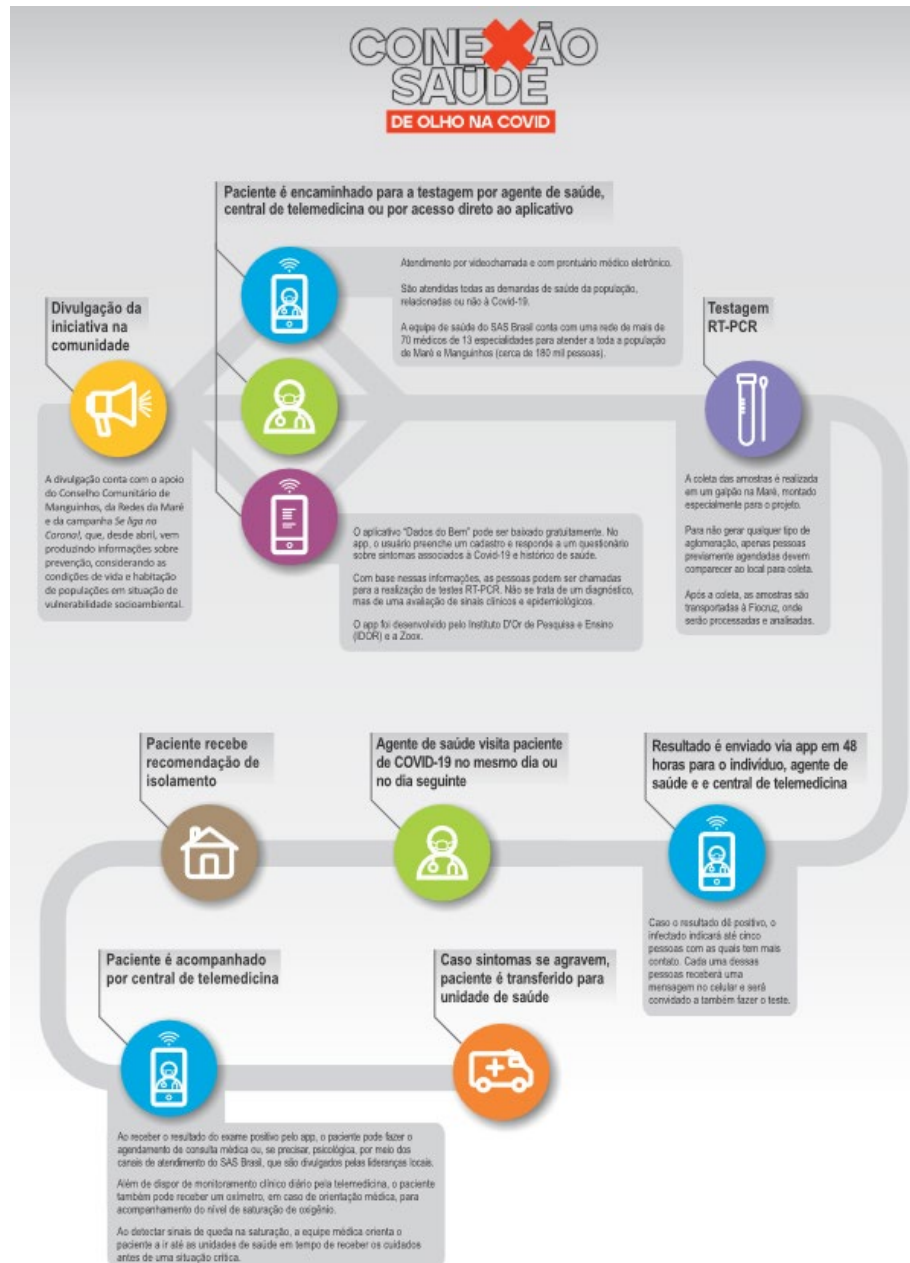 CONEXÃO
SAÚDE
DE OLHO NA COVID
Paciente é encaminhado para a testagem por agente de saúde,
central de telemedicina ou por acesso direto ao aplicativo
Atendimento por videochamada e com prontuário médico eletrônico.
São atendidas todas as demandas de saúde da população,
relacionadas ou não à Covid-19.
A equipe de saúde do SAS Brasil conta com uma rede de mais de
70 médicos de 13 especialidades para atender a toda a população
de Maré e Manguinhos (cerca de 180 mil pessoas).
Divulgação da
iniciativa na
comunidade
A divulgação conta com o apoio
do Conselho Comunitário de
Manguinhos, da Redes da Maré
e da campanha Se liga no
Corona!, que, desde abril, vem
produzindo informações sobre
prevenção, considerando as
condições de vida e habitação
de populações em situação de
vulnerabilidade socioambiental.
O aplicativo "Dados do Bem" pode ser baixado gratuitamente. No
app, o usuário preenche um cadastro e responde a um questionário
sobre sintomas associados à Covid-19 e histórico de saúde.
Com base nessas informações, as pessoas podem ser chamadas
para a realização de testes RT-PCR. Não se trata de um diagnóstico,
mas de uma avaliação de sinais clínicos e epidemiológicos.
O app foi desenvolvido pelo Instituto D'Or de Pesquisa e Ensino
(IDOR) e a Zoox.
Testagem
RT-PCR
A coleta das amostras é realizada
em um galpão na Maré, montado
especialmente para o projeto.
Para não gerar qualquer tipo de
aglomeração, apenas pessoas
previamente agendadas devem
comparecer ao local para coleta.
Após a coleta, as amostras são
transportadas à Fiocruz, onde
serão processadas e analisadas.
Resultado é enviado via app em 48
horas para o indivíduo, agente de
saúde e e central de telemedicina
Caso o resultado dê positivo, o
infectado indicará até cinco
pessoas com as quais tem mais
contato. Cada uma dessas
pessoas receberá uma
mensagem no celular e será
convidado a também fazer o teste.
Agente de saúde visita paciente
de COVID-19 no mesmo dia ou
no dia seguinte
Paciente recebe
recomendação de
isolamento
Paciente é acompanhado
por central de telemedicina
Ao receber o resultado do exame positivo pelo app, o paciente pode fazer o
agendamento de consulta médica ou, se precisar, psicológica, por meio dos
canais de atendimento do SAS Brasil, que são divulgados pelas lideranças locais.
Além de dispor de monitoramento clínico diário pela telemedicina, o paciente
também pode receber um oxímetro, em caso de orientação médica, para
acompanhamento do nível de saturação de oxigênio.
Ao detectar sinais de queda na saturação, a equipe médica orienta o
paciente a ir até as unidades de saúde em tempo de receber os cuidados
antes de uma situação crítica.
Caso sintomas se agravem,
paciente é transferido para
unidade de saúde